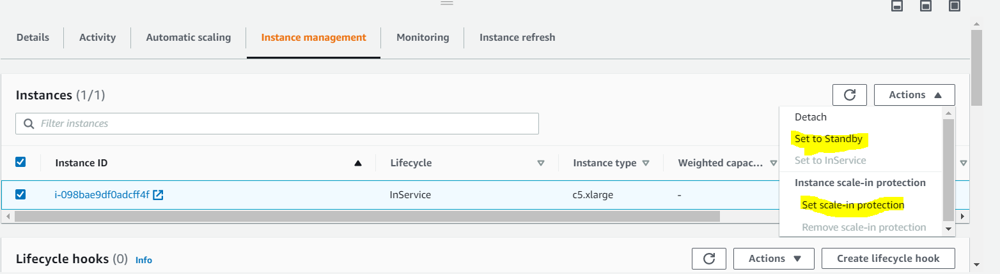 Details Activity Automatic scaling Instance management Monitoring Instance refresh
Instances (1/1)
Actions
Filter instances
Detach
Set to Standby
Set to InService
Instance scale-in protection
Set scale-in protection
Remove scale-in protection
Instance ID Lifecycle Instance type Weighted capac...
i-098bae9df0adcff4f InService c5.xlarge -
Lifecycle hooks (0) Info Actions Create lifecycle hook